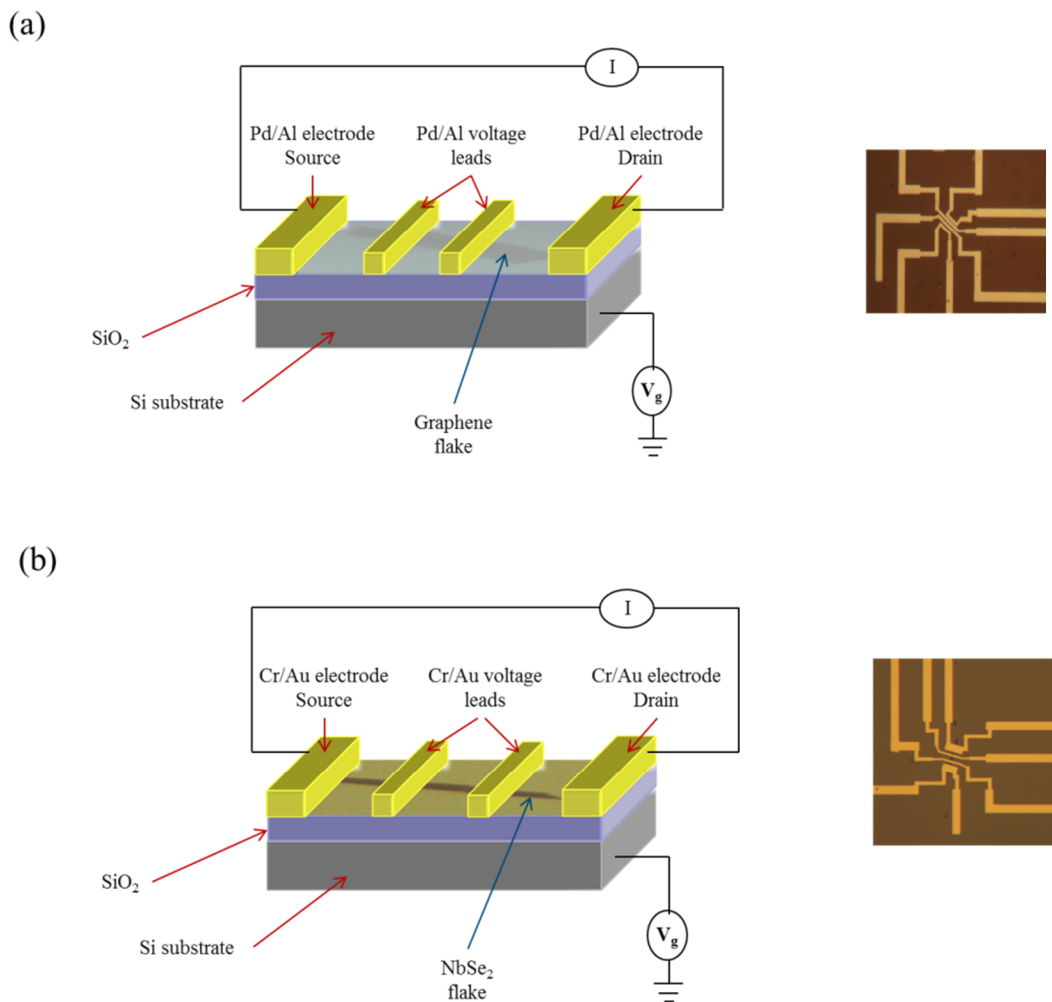 (a)
I
Pd/Al electrode
Source
Pd/Al voltage
leads
Pd/Al electrode
Drain
SiO2
Si substrate
Graphene
flake
Vg
(b)
I
Cr/Au electrode
Source
Cr/Au voltage
leads
Cr/Au electrode
Drain
SiO2
Si substrate
NbSe2
flake
Vg